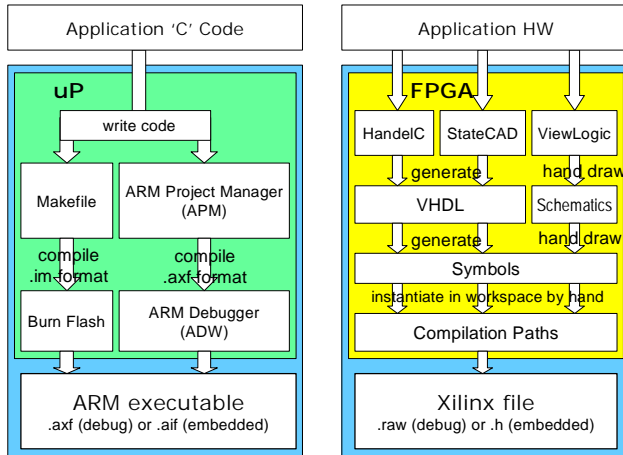 Application 'C' Code
uP
write code
Makefile
ARM Project Manager
(APM)
compile
.im-format
compile
.axf-format
Burn Flash
ARM Debugger
(ADW)
ARM executable
.axf (debug) or .aif (embedded)
Application HW
FPGA
HandelC
StateCAD
ViewLogic
generate
hand draw
VHDL
Schematics
generate
hand draw
Symbols
instantiate in workspace by hand
Compilation Paths
Xilinx file
.raw (debug) or .h (embedded)